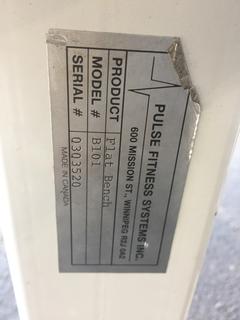 PULSE FITNESS SYSTEMS INC.
600 MISSION ST., WINNIPEG R2J 0A2
PRODUCT Flat Bench
MODEL # B101
SERIAL # 0303520
MADE IN CANADA